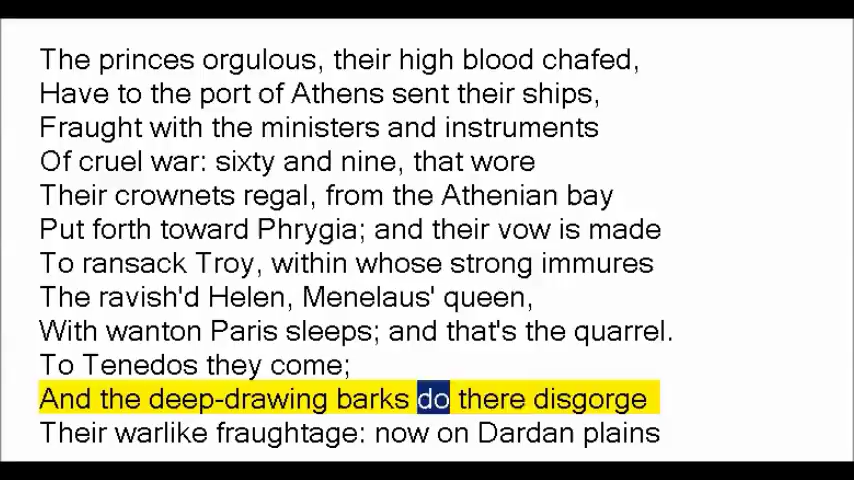 The princes orgulous, their high blood chafed,
Have to the port of Athens sent their ships,
Fraught with the ministers and instruments
Of cruel war: sixty and nine, that wore
Their crownets regal, from the Athenian bay
Put forth toward Phrygia; and their vow is made
To ransack Troy, within whose strong immures
The ravish'd Helen, Menelaus' queen,
With wanton Paris sleeps; and that's the quarrel.
To Tenedos they come;
And the deep-drawing barks do there disgorge
Their warlike fraughtage: now on Dardan plains